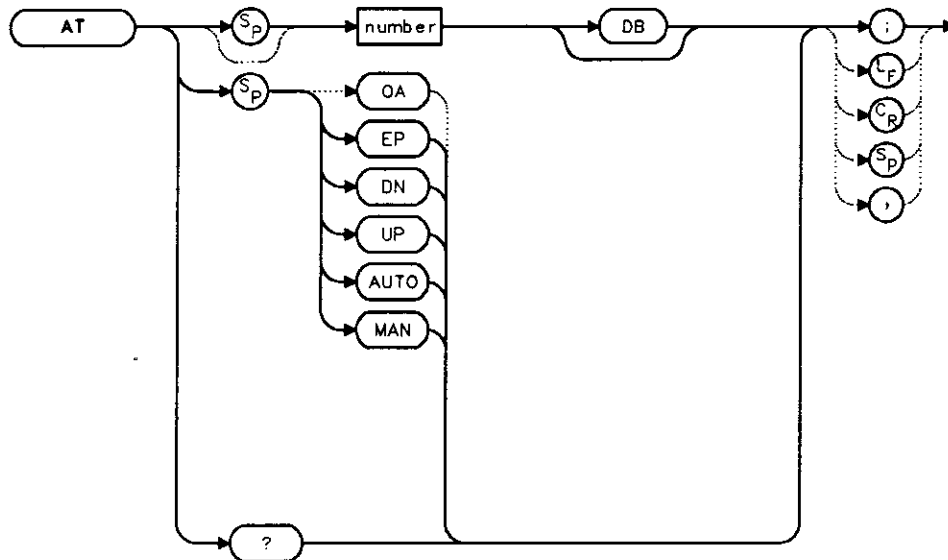 AT SP number DB ;
SP OA LF
EP CR
DN SP
UP ,
AUTO
MAN
?